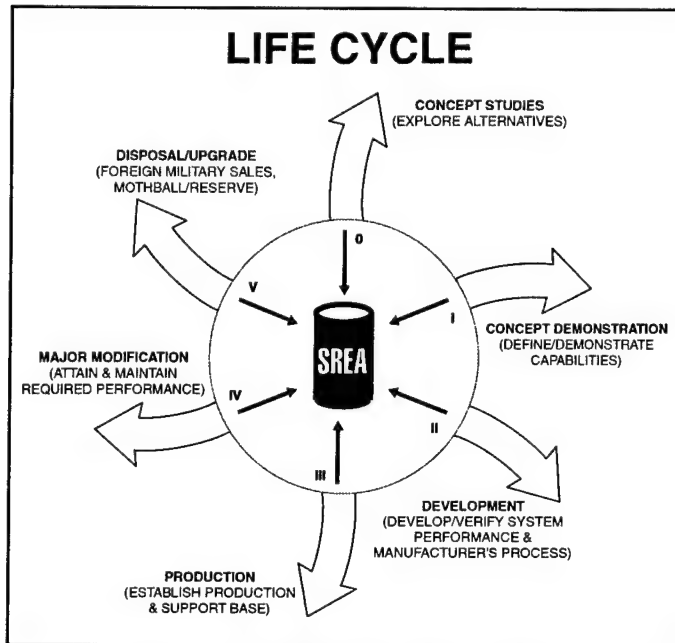 LIFE CYCLE
CONCEPT STUDIES
(EXPLORE ALTERNATIVES)
DISPOSAL/UPGRADE
(FOREIGN MILITARY SALES,
MOTHBALL/RESERVE)
0
V
I
SREA
CONCEPT DEMONSTRATION
(DEFINE/DEMONSTRATE
CAPABILITIES)
MAJOR MODIFICATION
(ATTAIN & MAINTAIN
REQUIRED PERFORMANCE)
IV
II
III
DEVELOPMENT
(DEVELOP/VERIFY SYSTEM
PERFORMANCE &
MANUFACTURER'S PROCESS)
PRODUCTION
(ESTABLISH PRODUCTION
& SUPPORT BASE)